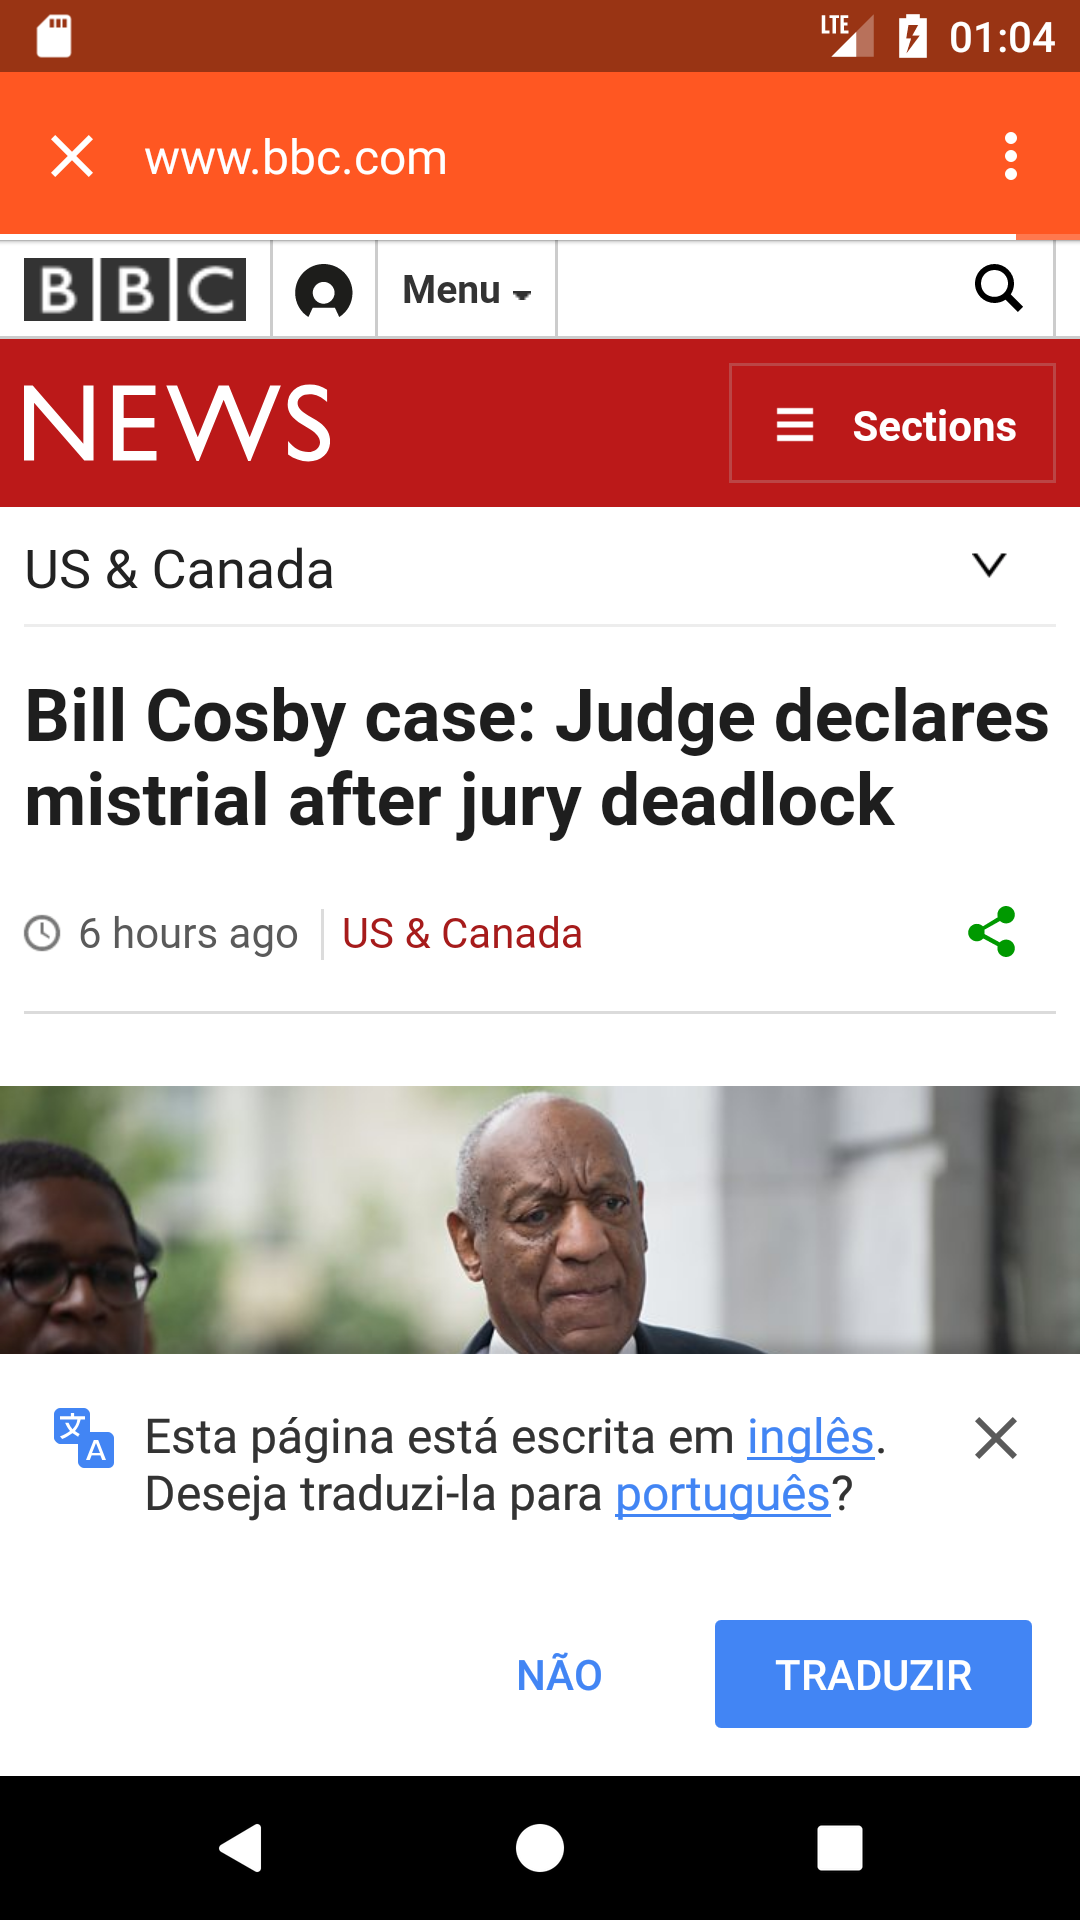 LTE 01:04
www.bbc.com
BBC Menu
NEWS Sections
US & Canada
Bill Cosby case: Judge declares
mistrial after jury deadlock
6 hours ago US & Canada
文A Esta página está escrita em inglês.
Deseja traduzi-la para português?
NÃO TRADUZIR